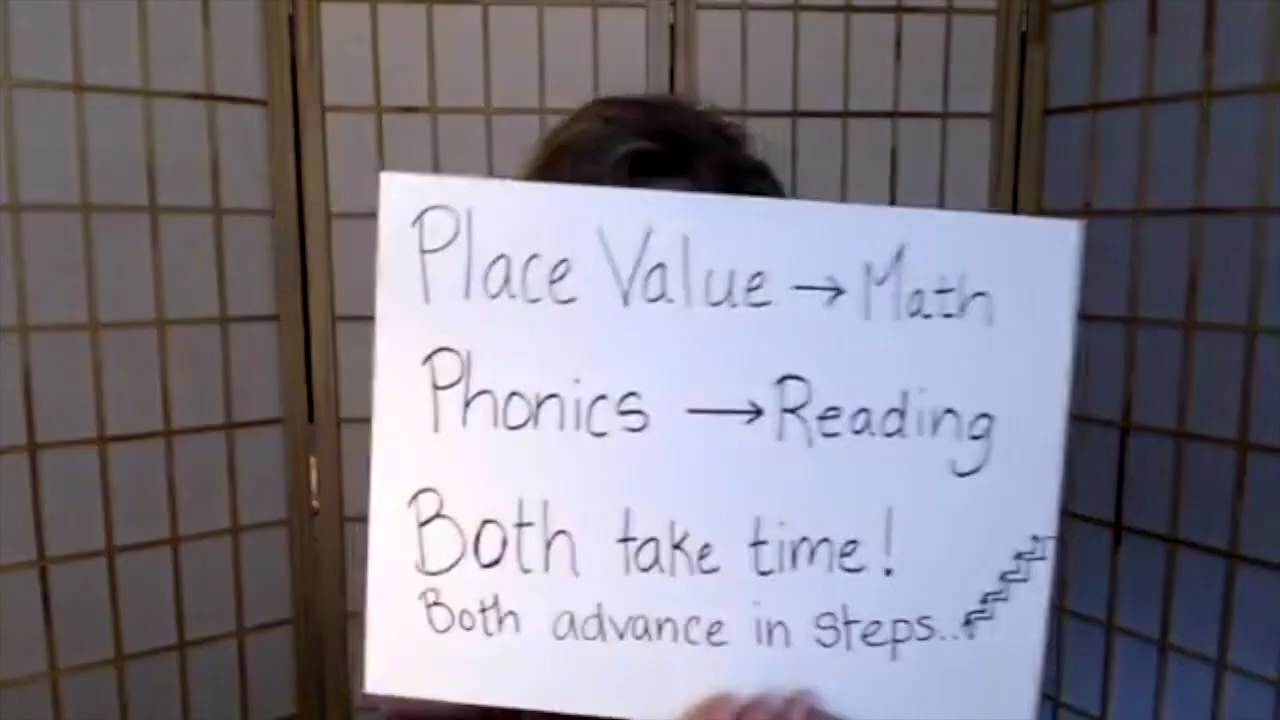 Place Value → Math
Phonics → Reading
Both take time!
Both advance in steps...